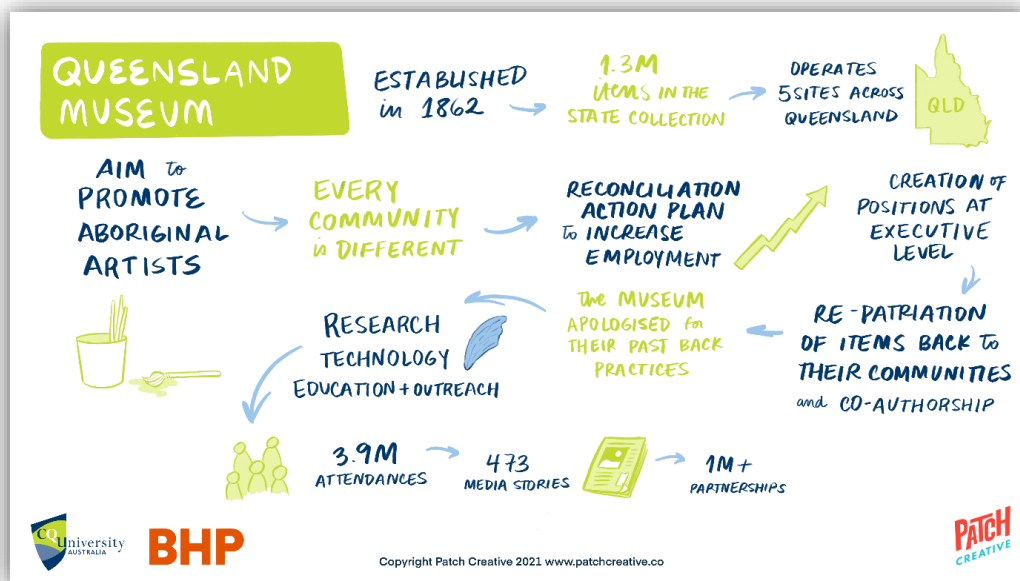 QUEENSLAND
MUSEUM
ESTABLISHED
in 1862
1.3M
items IN THE
STATE COLLECTION
OPERATES
5 SITES ACROSS
QUEENSLAND
QLD
AIM to
PROMOTE
ABORIGINAL
ARTISTS
EVERY
COMMUNITY
is DIFFERENT
RECONCILIATION
ACTION PLAN
to INCREASE
EMPLOYMENT
CREATION of
POSITIONS AT
EXECUTIVE
LEVEL
RE-PATRIATION
OF ITEMS BACK to
THEIR COMMUNITIES
and CO-AUTHORSHIP
the MUSEUM
APOLOGISED for
THEIR PAST BACK
PRACTICES
RESEARCH
TECHNOLOGY
EDUCATION + OUTREACH
3.9M
ATTENDANCES
473
MEDIA STORIES
1M+
PARTNERSHIPS
CQUniversity
AUSTRALIA
BHP
Copyright Patch Creative 2021 www.patchcreative.co
PATCH
CREATIVE